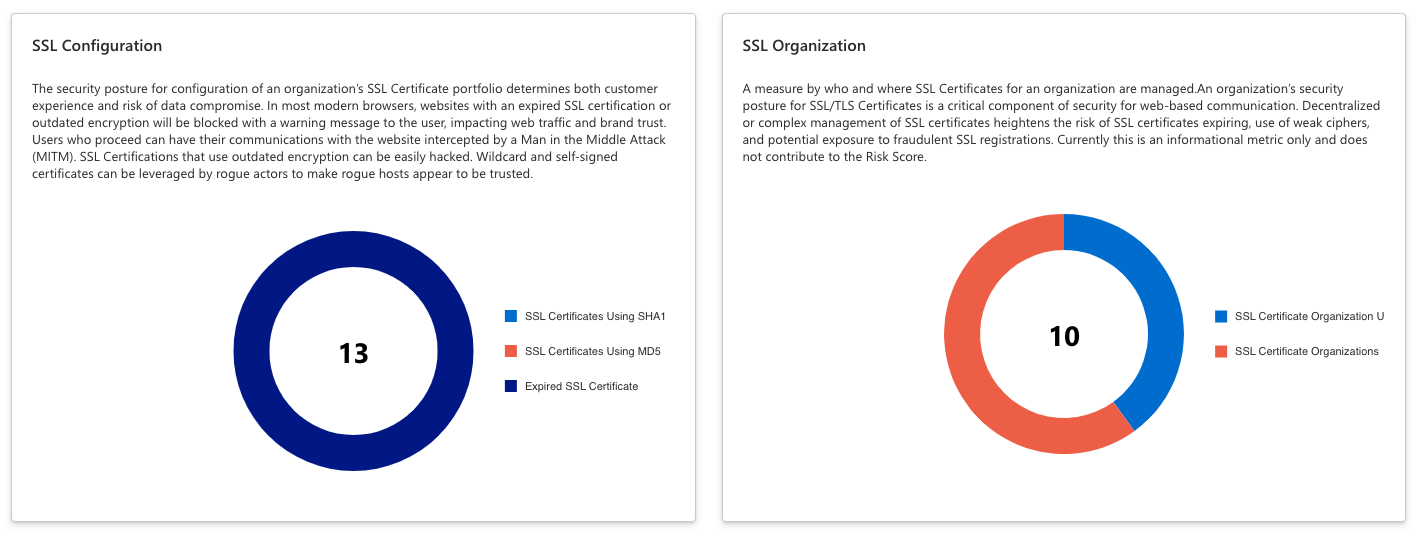 SSL Configuration
The security posture for configuration of an organization's SSL Certificate portfolio determines both customer
experience and risk of data compromise. In most modern browsers, websites with an expired SSL certification or
outdated encryption will be blocked with a warning message to the user, impacting web traffic and brand trust.
Users who proceed can have their communications with the website intercepted by a Man in the Middle Attack
(MITM). SSL Certifications that use outdated encryption can be easily hacked. Wildcard and self-signed
certificates can be leveraged by rogue actors to make rogue hosts appear to be trusted.
13
SSL Certificates Using SHA1
SSL Certificates Using MD5
Expired SSL Certificate
SSL Organization
A measure by who and where SSL Certificates for an organization are managed.An organization's security
posture for SSL/TLS Certificates is a critical component of security for web-based communication. Decentralized
or complex management of SSL certificates heightens the risk of SSL certificates expiring, use of weak ciphers,
and potential exposure to fraudulent SSL registrations. Currently this is an informational metric only and does
not contribute to the Risk Score.
10
SSL Certificate Organization U
SSL Certificate Organizations